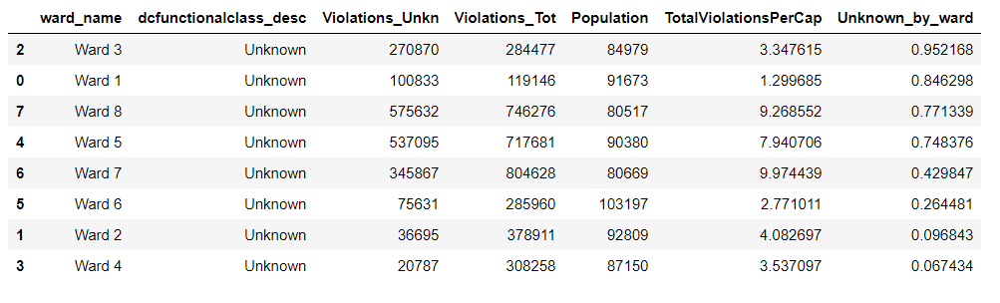 ward_name dcfunctionalclass_desc Violations_Unkn Violations_Tot Population TotalViolationsPerCap Unknown_by_ward
2 Ward 3 Unknown 270870 284477 84979 3.347615 0.952168
0 Ward 1 Unknown 100833 119146 91673 1.299685 0.846298
7 Ward 8 Unknown 575632 746276 80517 9.268552 0.771339
4 Ward 5 Unknown 537095 717681 90380 7.940706 0.748376
6 Ward 7 Unknown 345867 804628 80669 9.974439 0.429847
5 Ward 6 Unknown 75631 285960 103197 2.771011 0.264481
1 Ward 2 Unknown 36695 378911 92809 4.082697 0.096843
3 Ward 4 Unknown 20787 308258 87150 3.537097 0.067434